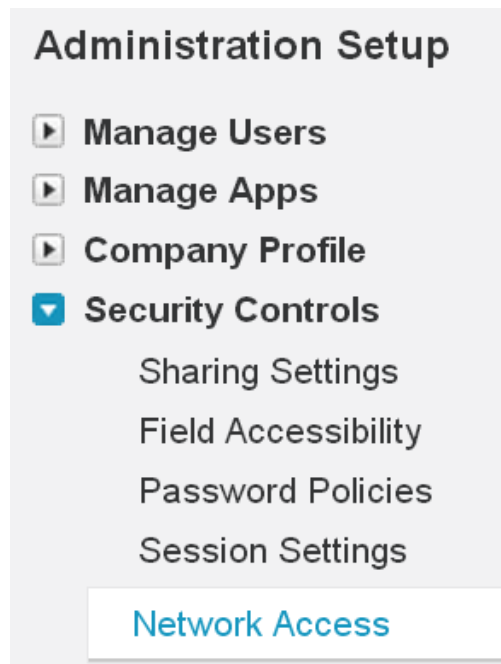 Administration Setup
Manage Users
Manage Apps
Company Profile
Security Controls
Sharing Settings
Field Accessibility
Password Policies
Session Settings
Network Access